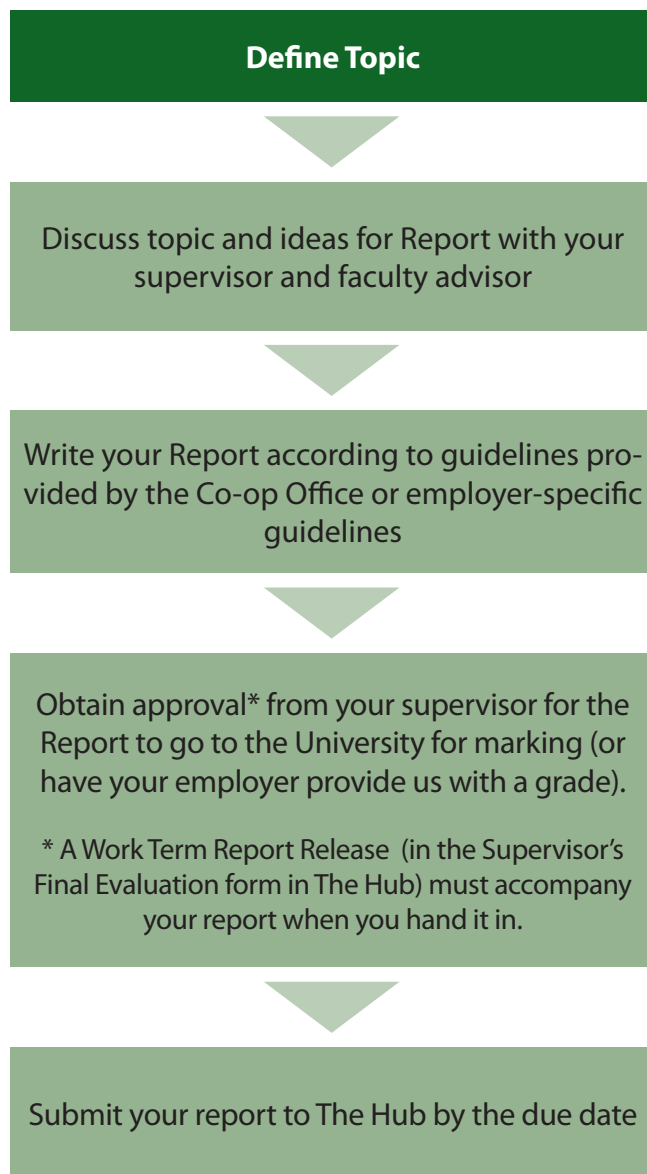 Define Topic
Discuss topic and ideas for Report with your
supervisor and faculty advisor
Write your Report according to guidelines pro-
vided by the Co-op Office or employer-specific
guidelines
Obtain approval* from your supervisor for the
Report to go to the University for marking (or
have your employer provide us with a grade).
* A Work Term Report Release (in the Supervisor’s
Final Evaluation form in The Hub) must accompany
your report when you hand it in.
Submit your report to The Hub by the due date